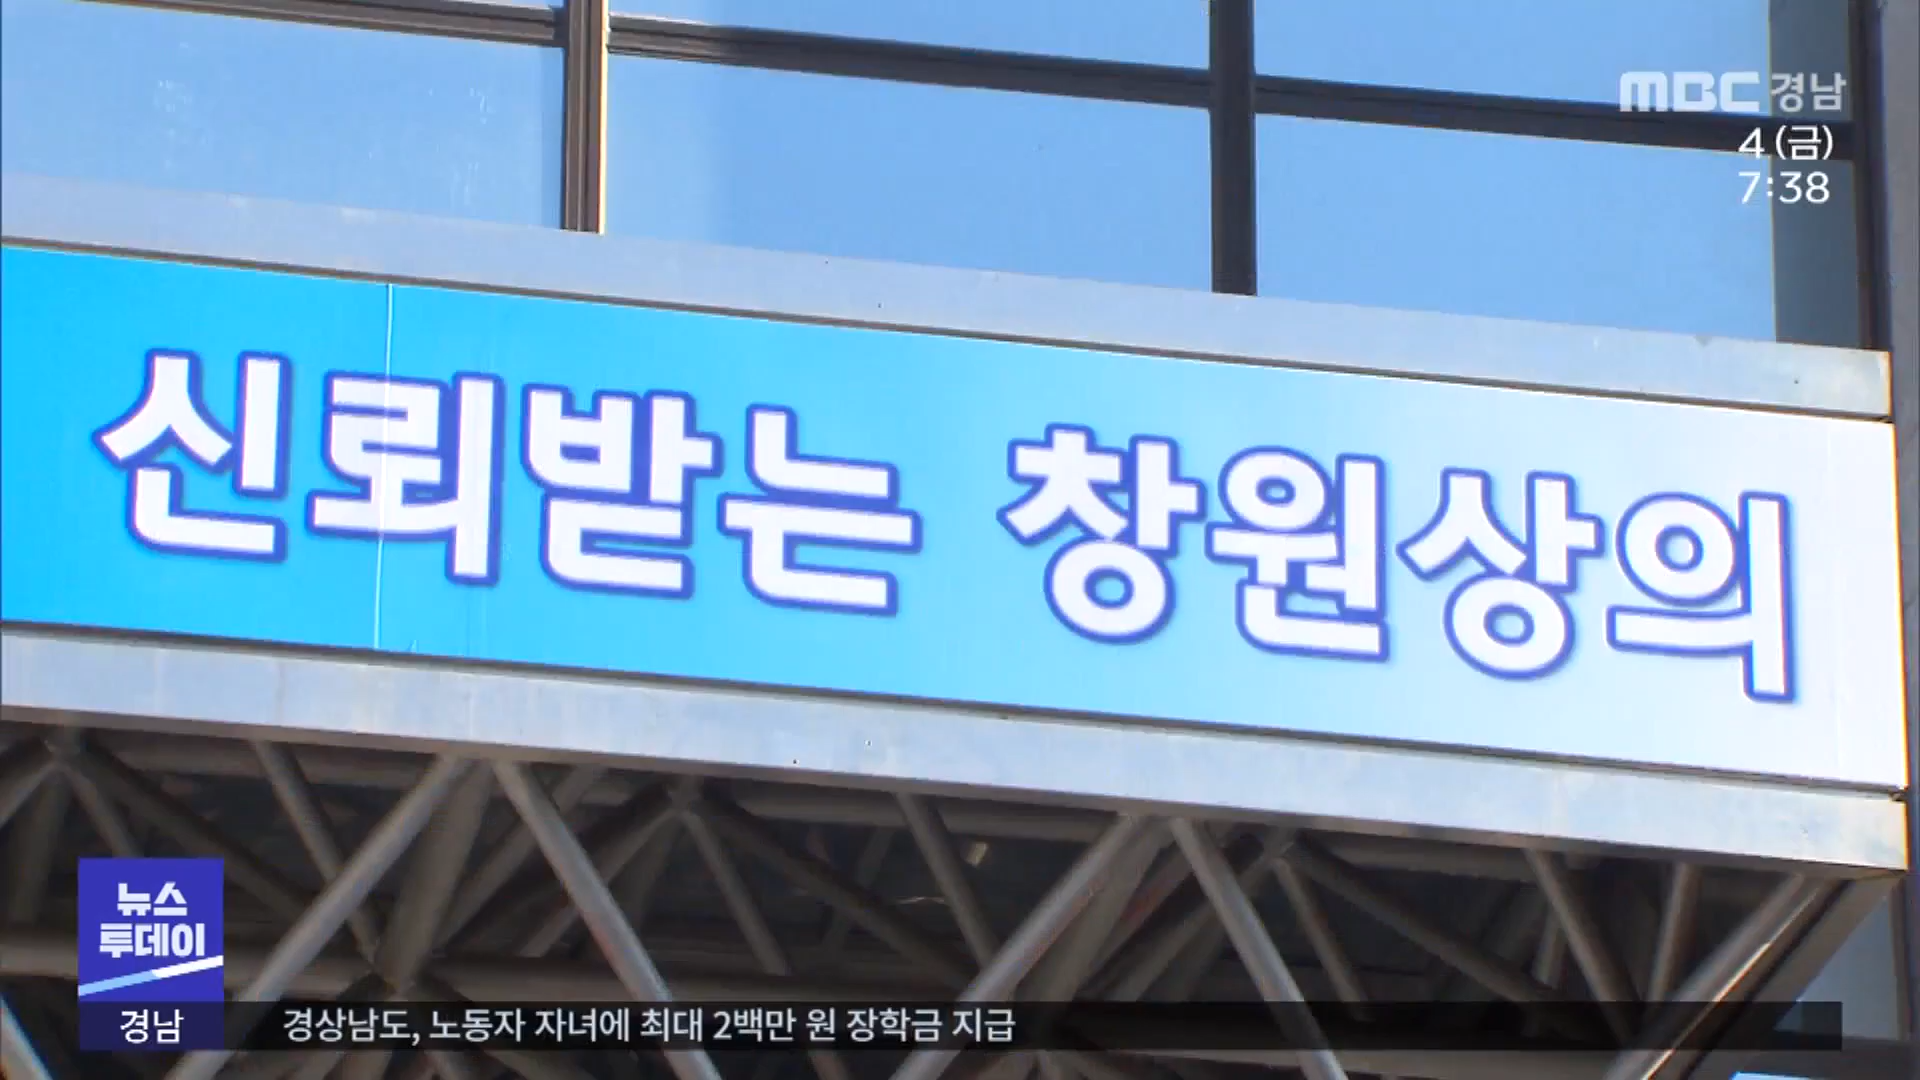 MBC경남
4 (금)
7:38
신뢰받는 창원상의
뉴스
투데이
경남
경상남도, 노동자 자녀에 최대 2백만 원 장학금 지급